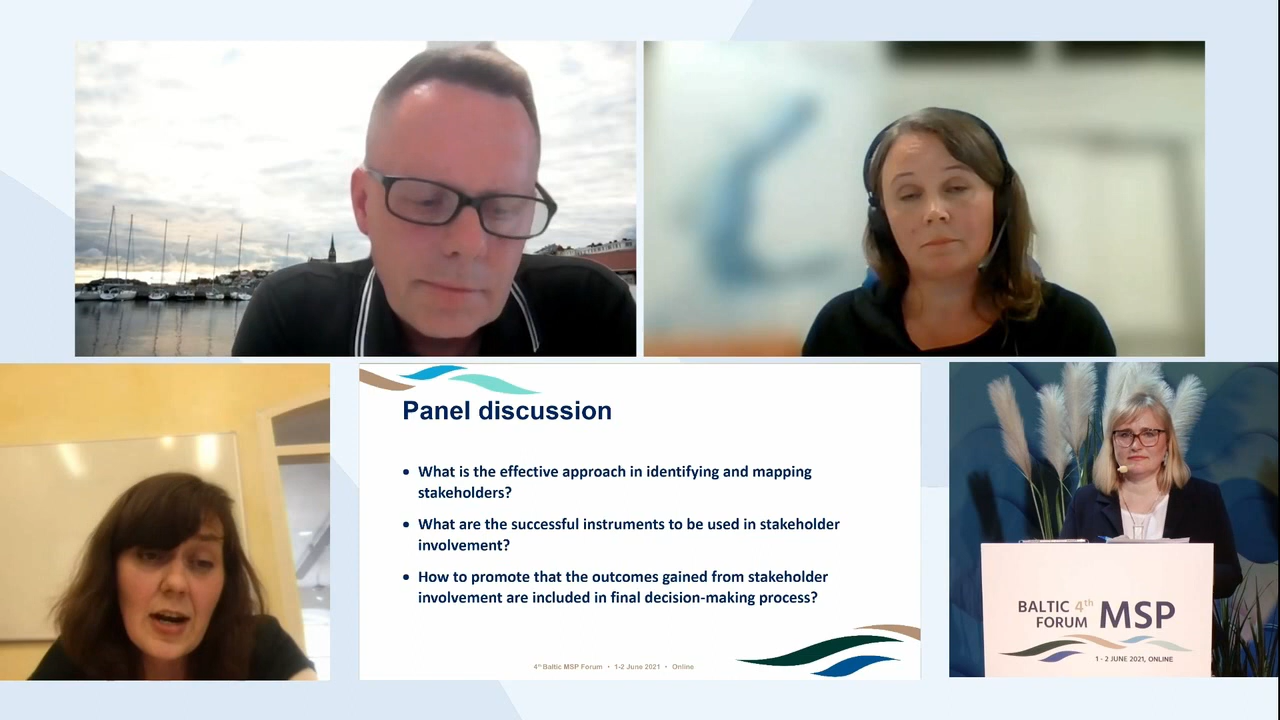 Panel discussion
• What is the effective approach in identifying and mapping
stakeholders?
• What are the successful instruments to be used in stakeholder
involvement?
• How to promote that the outcomes gained from stakeholder
involvement are included in final decision-making process?
4th Baltic MSP Forum • 1-2 June 2021 • Online
BALTIC 4th
FORUM MSP
1 - 2 JUNE 2021, ONLINE